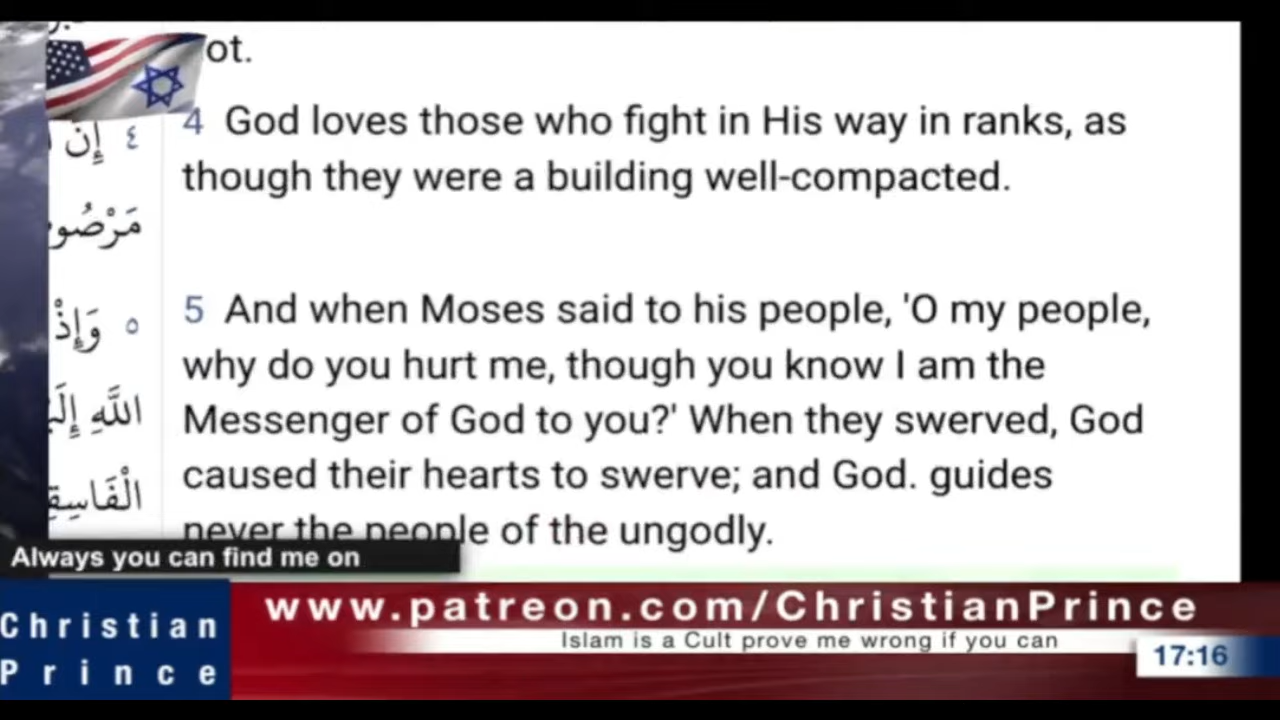 ot.
4 God loves those who fight in His way in ranks, as
though they were a building well-compacted.
٤ إِنَّ
مَرْصُو
5 And when Moses said to his people, 'O my people,
why do you hurt me, though you know I am the
Messenger of God to you?' When they swerved, God
caused their hearts to swerve; and God. guides
never the people of the ungodly.
٥ وَإِذْ
اللَّهِ إِلَ
الْفَاسِقِ
Always you can find me on
Christian
Prince
www.patreon.com/ChristianPrince
Islam is a Cult prove me wrong if you can
17:16